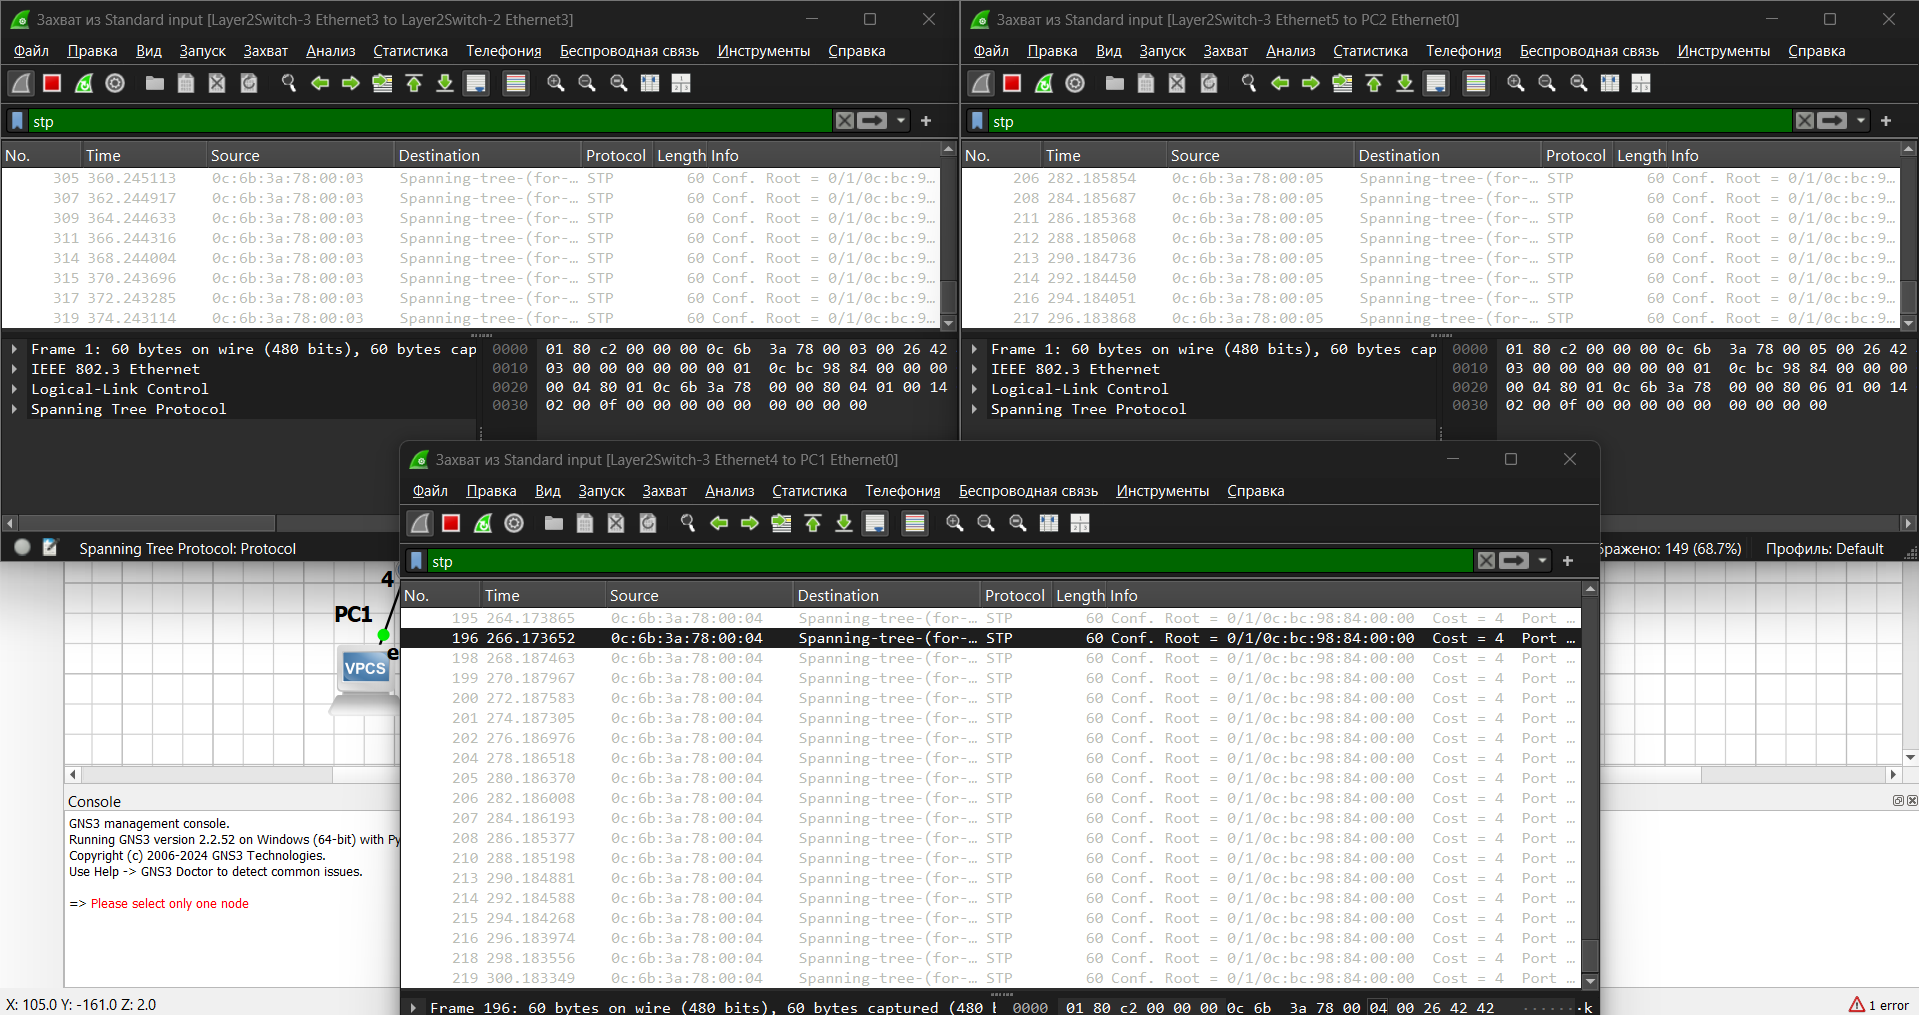 Захват из Standard input [Layer2Switch-3 Ethernet3 to Layer2Switch-2 Ethernet3]
Файл Правка Вид Запуск Захват Анализ Статистика Телефония Беспроводная связь Инструменты Справка
stp
No. Time Source Destination Protocol Length Info
305 360.245113 0c:6b:3a:78:00:03 Spanning-tree-(for-… STP 60 Conf. Root = 0/1/0c:bc:9…
307 362.244917 0c:6b:3a:78:00:03 Spanning-tree-(for-… STP 60 Conf. Root = 0/1/0c:bc:9…
309 364.244633 0c:6b:3a:78:00:03 Spanning-tree-(for-… STP 60 Conf. Root = 0/1/0c:bc:9…
311 366.244316 0c:6b:3a:78:00:03 Spanning-tree-(for-… STP 60 Conf. Root = 0/1/0c:bc:9…
314 368.244004 0c:6b:3a:78:00:03 Spanning-tree-(for-… STP 60 Conf. Root = 0/1/0c:bc:9…
315 370.243696 0c:6b:3a:78:00:03 Spanning-tree-(for-… STP 60 Conf. Root = 0/1/0c:bc:9…
317 372.243285 0c:6b:3a:78:00:03 Spanning-tree-(for-… STP 60 Conf. Root = 0/1/0c:bc:9…
319 374.243114 0c:6b:3a:78:00:03 Spanning-tree-(for-… STP 60 Conf. Root = 0/1/0c:bc:9…
Frame 1: 60 bytes on wire (480 bits), 60 bytes cap
IEEE 802.3 Ethernet
Logical-Link Control
Spanning Tree Protocol
0000 01 80 c2 00 00 00 0c 6b 3a 78 00 03 00 26 42
0010 03 00 00 00 00 00 01 0c bc 98 84 00 00 00
0020 00 04 80 01 0c 6b 3a 78 00 00 80 04 01 00 14
0030 02 00 0f 00 00 00 00 00 00 00 00 00
Spanning Tree Protocol: Protocol
Захват из Standard input [Layer2Switch-3 Ethernet5 to PC2 Ethernet0]
Файл Правка Вид Запуск Захват Анализ Статистика Телефония Беспроводная связь Инструменты Справка
stp
No. Time Source Destination Protocol Length Info
206 282.185854 0c:6b:3a:78:00:05 Spanning-tree-(for-… STP 60 Conf. Root = 0/1/0c:bc:9…
208 284.185687 0c:6b:3a:78:00:05 Spanning-tree-(for-… STP 60 Conf. Root = 0/1/0c:bc:9…
211 286.185368 0c:6b:3a:78:00:05 Spanning-tree-(for-… STP 60 Conf. Root = 0/1/0c:bc:9…
212 288.185068 0c:6b:3a:78:00:05 Spanning-tree-(for-… STP 60 Conf. Root = 0/1/0c:bc:9…
213 290.184736 0c:6b:3a:78:00:05 Spanning-tree-(for-… STP 60 Conf. Root = 0/1/0c:bc:9…
214 292.184450 0c:6b:3a:78:00:05 Spanning-tree-(for-… STP 60 Conf. Root = 0/1/0c:bc:9…
216 294.184051 0c:6b:3a:78:00:05 Spanning-tree-(for-… STP 60 Conf. Root = 0/1/0c:bc:9…
217 296.183868 0c:6b:3a:78:00:05 Spanning-tree-(for-… STP 60 Conf. Root = 0/1/0c:bc:9…
Frame 1: 60 bytes on wire (480 bits), 60 bytes cap
IEEE 802.3 Ethernet
Logical-Link Control
Spanning Tree Protocol
0000 01 80 c2 00 00 00 0c 6b 3a 78 00 05 00 26 42
0010 03 00 00 00 00 00 01 0c bc 98 84 00 00 00
0020 00 04 80 01 0c 6b 3a 78 00 00 80 06 01 00 14
0030 02 00 0f 00 00 00 00 00 00 00 00 00
бражено: 149 (68.7%) Профиль: Default
Захват из Standard input [Layer2Switch-3 Ethernet4 to PC1 Ethernet0]
Файл Правка Вид Запуск Захват Анализ Статистика Телефония Беспроводная связь Инструменты Справка
stp
No. Time Source Destination Protocol Length Info
195 264.173865 0c:6b:3a:78:00:04 Spanning-tree-(for-… STP 60 Conf. Root = 0/1/0c:bc:98:84:00:00 Cost = 4 Port …
196 266.173652 0c:6b:3a:78:00:04 Spanning-tree-(for-… STP 60 Conf. Root = 0/1/0c:bc:98:84:00:00 Cost = 4 Port …
198 268.187463 0c:6b:3a:78:00:04 Spanning-tree-(for-… STP 60 Conf. Root = 0/1/0c:bc:98:84:00:00 Cost = 4 Port …
199 270.187967 0c:6b:3a:78:00:04 Spanning-tree-(for-… STP 60 Conf. Root = 0/1/0c:bc:98:84:00:00 Cost = 4 Port …
200 272.187583 0c:6b:3a:78:00:04 Spanning-tree-(for-… STP 60 Conf. Root = 0/1/0c:bc:98:84:00:00 Cost = 4 Port …
201 274.187305 0c:6b:3a:78:00:04 Spanning-tree-(for-… STP 60 Conf. Root = 0/1/0c:bc:98:84:00:00 Cost = 4 Port …
202 276.186976 0c:6b:3a:78:00:04 Spanning-tree-(for-… STP 60 Conf. Root = 0/1/0c:bc:98:84:00:00 Cost = 4 Port …
204 278.186518 0c:6b:3a:78:00:04 Spanning-tree-(for-… STP 60 Conf. Root = 0/1/0c:bc:98:84:00:00 Cost = 4 Port …
205 280.186370 0c:6b:3a:78:00:04 Spanning-tree-(for-… STP 60 Conf. Root = 0/1/0c:bc:98:84:00:00 Cost = 4 Port …
206 282.186008 0c:6b:3a:78:00:04 Spanning-tree-(for-… STP 60 Conf. Root = 0/1/0c:bc:98:84:00:00 Cost = 4 Port …
207 284.186193 0c:6b:3a:78:00:04 Spanning-tree-(for-… STP 60 Conf. Root = 0/1/0c:bc:98:84:00:00 Cost = 4 Port …
208 286.185377 0c:6b:3a:78:00:04 Spanning-tree-(for-… STP 60 Conf. Root = 0/1/0c:bc:98:84:00:00 Cost = 4 Port …
210 288.185198 0c:6b:3a:78:00:04 Spanning-tree-(for-… STP 60 Conf. Root = 0/1/0c:bc:98:84:00:00 Cost = 4 Port …
213 290.184881 0c:6b:3a:78:00:04 Spanning-tree-(for-… STP 60 Conf. Root = 0/1/0c:bc:98:84:00:00 Cost = 4 Port …
214 292.184588 0c:6b:3a:78:00:04 Spanning-tree-(for-… STP 60 Conf. Root = 0/1/0c:bc:98:84:00:00 Cost = 4 Port …
215 294.184268 0c:6b:3a:78:00:04 Spanning-tree-(for-… STP 60 Conf. Root = 0/1/0c:bc:98:84:00:00 Cost = 4 Port …
216 296.183974 0c:6b:3a:78:00:04 Spanning-tree-(for-… STP 60 Conf. Root = 0/1/0c:bc:98:84:00:00 Cost = 4 Port …
218 298.183556 0c:6b:3a:78:00:04 Spanning-tree-(for-… STP 60 Conf. Root = 0/1/0c:bc:98:84:00:00 Cost = 4 Port …
219 300.183349 0c:6b:3a:78:00:04 Spanning-tree-(for-… STP 60 Conf. Root = 0/1/0c:bc:98:84:00:00 Cost = 4 Port …
Frame 196: 60 bytes on wire (480 bits), 60 bytes captured (480
0000 01 80 c2 00 00 00 0c 6b 3a 78 00 04 00 26 42 42 ·······k
4
PC1
e
VPCS
Console
GNS3 management console.
Running GNS3 version 2.2.52 on Windows (64-bit) with Py
Copyright (c) 2006-2024 GNS3 Technologies.
Use Help -> GNS3 Doctor to detect common issues.
=> Please select only one node
X: 105.0 Y: -161.0 Z: 2.0
1 error